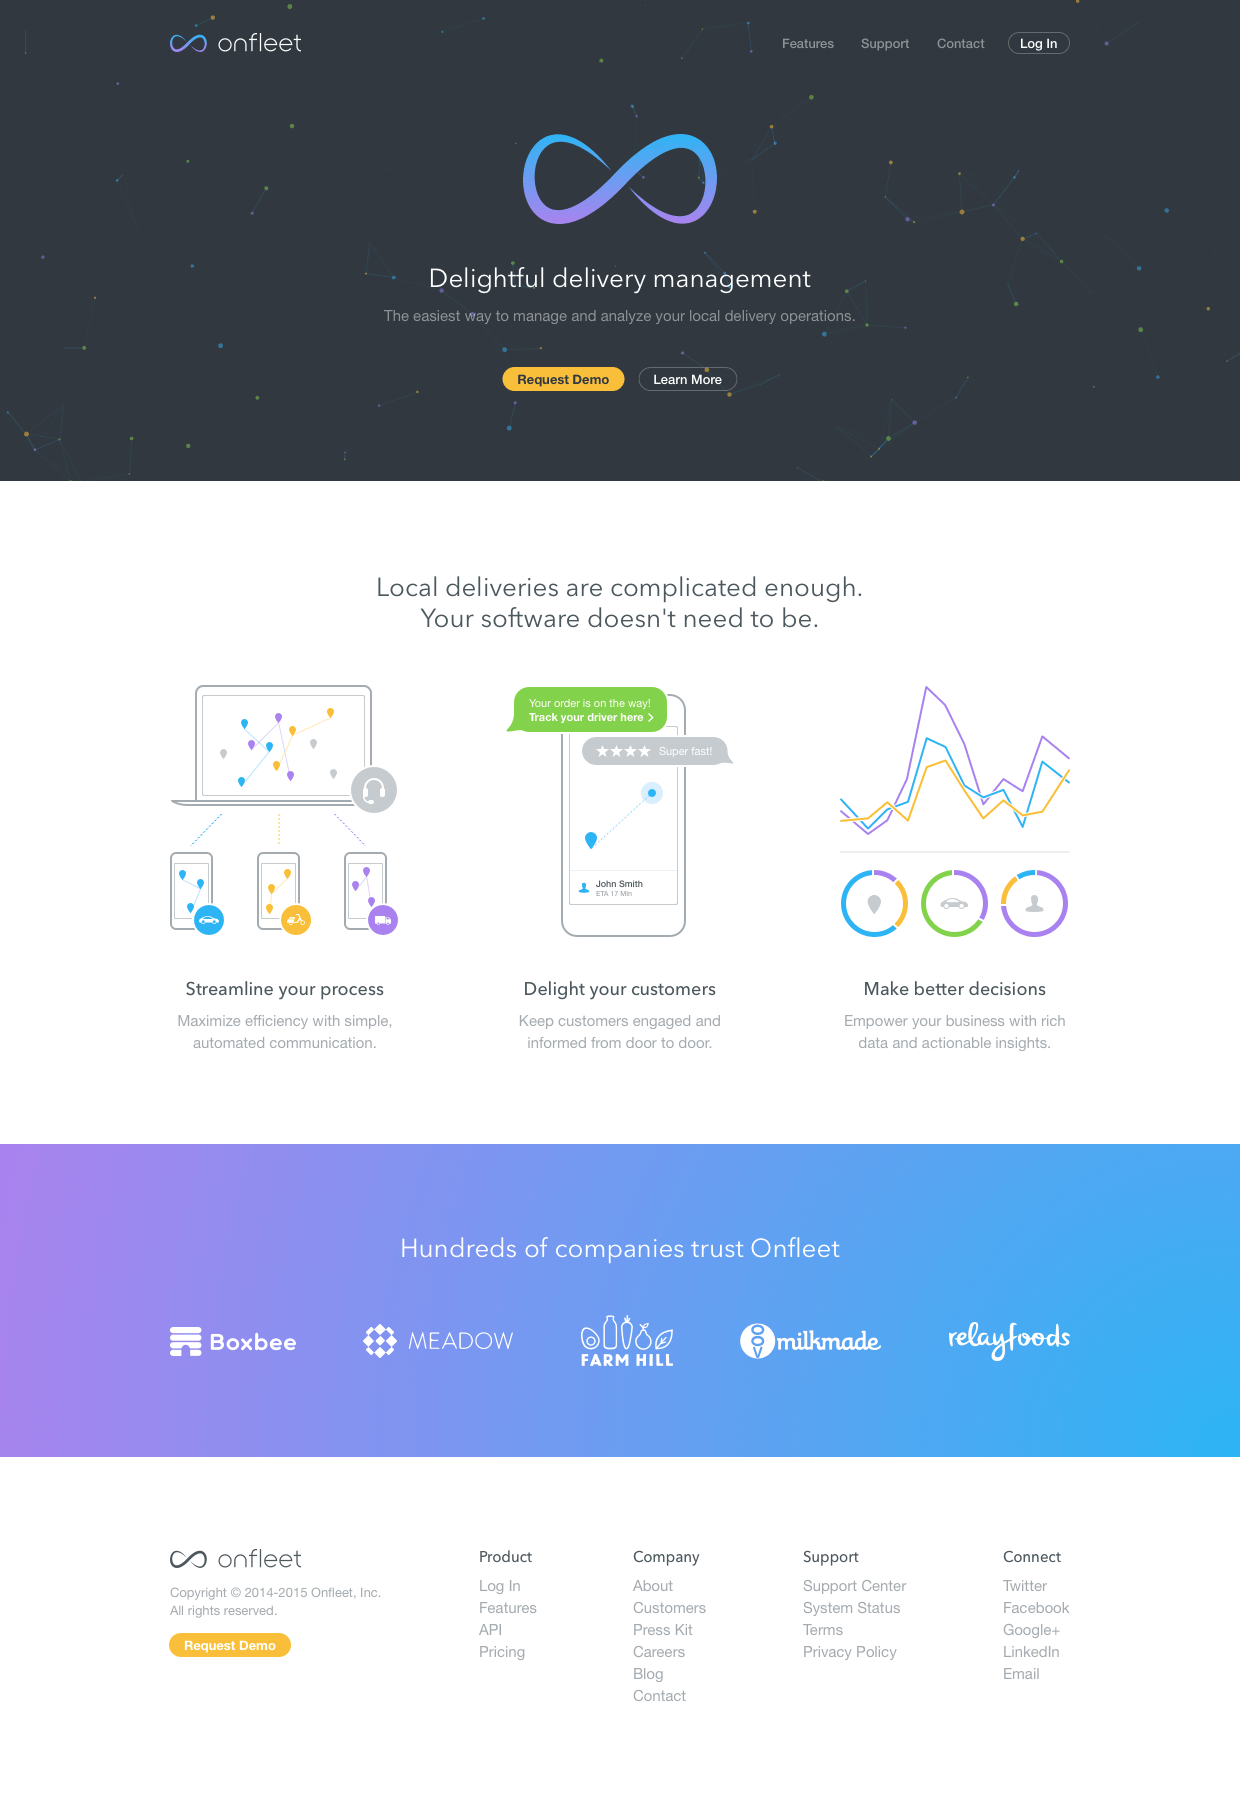 onfleet
Features Support Contact Log In
Delightful delivery management
The easiest way to manage and analyze your local delivery operations.
Request Demo Learn More
Local deliveries are complicated enough.
Your software doesn't need to be.
Your order is on the way!
Track your driver here
Super fast!
John Smith
ETA 17 Min
Streamline your process
Maximize efficiency with simple,
automated communication.
Delight your customers
Keep customers engaged and
informed from door to door.
Make better decisions
Empower your business with rich
data and actionable insights.
Hundreds of companies trust Onfleet
Boxbee
MEADOW
FARM HILL
milkmade
relayfoods
onfleet
Copyright © 2014-2015 Onfleet, Inc.
All rights reserved.
Request Demo
Product
Log In
Features
API
Pricing
Company
About
Customers
Press Kit
Careers
Blog
Contact
Support
Support Center
System Status
Terms
Privacy Policy
Connect
Twitter
Facebook
Google+
LinkedIn
Email